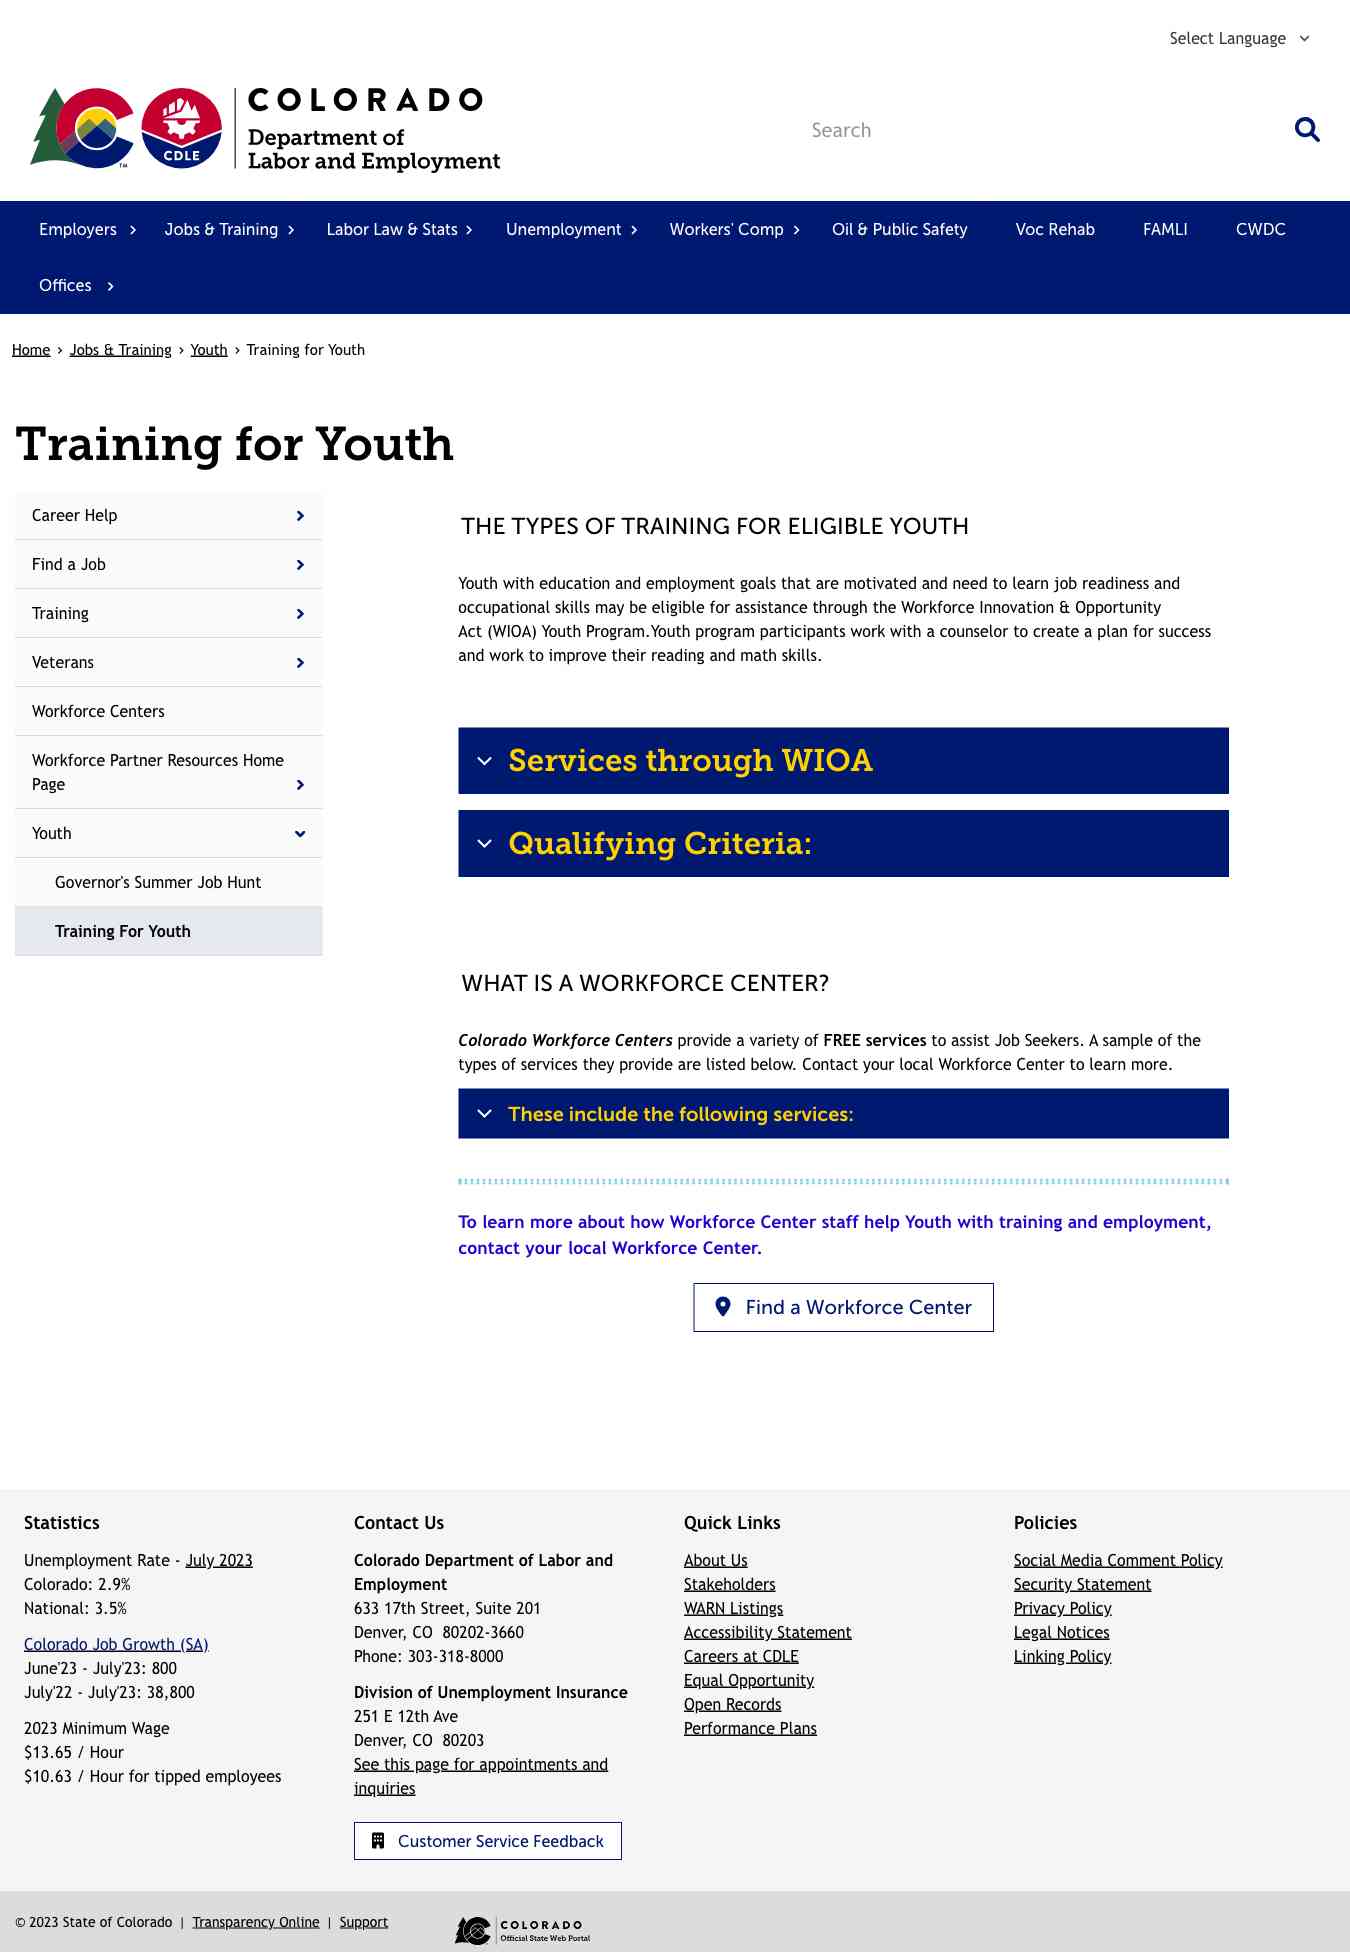 Select Language
COLORADO
Department of
Labor and Employment
CDLE
TM
Search
Employers
Jobs & Training
Labor Law & Stats
Unemployment
Workers' Comp
Oil & Public Safety
Voc Rehab
FAMLI
CWDC
Offices
Home › Jobs & Training › Youth › Training for Youth
Training for Youth
Career Help
Find a Job
Training
Veterans
Workforce Centers
Workforce Partner Resources Home
Page
Youth
Governor's Summer Job Hunt
Training For Youth
THE TYPES OF TRAINING FOR ELIGIBLE YOUTH
Youth with education and employment goals that are motivated and need to learn job readiness and
occupational skills may be eligible for assistance through the Workforce Innovation & Opportunity
Act (WIOA) Youth Program.Youth program participants work with a counselor to create a plan for success
and work to improve their reading and math skills.
Services through WIOA
Qualifying Criteria:
WHAT IS A WORKFORCE CENTER?
Colorado Workforce Centers provide a variety of FREE services to assist Job Seekers. A sample of the
types of services they provide are listed below. Contact your local Workforce Center to learn more.
These include the following services:
To learn more about how Workforce Center staff help Youth with training and employment,
contact your local Workforce Center.
Find a Workforce Center
Statistics
Unemployment Rate - July 2023
Colorado: 2.9%
National: 3.5%
Colorado Job Growth (SA)
June'23 - July'23: 800
July'22 - July'23: 38,800
2023 Minimum Wage
$13.65 / Hour
$10.63 / Hour for tipped employees
Contact Us
Colorado Department of Labor and
Employment
633 17th Street, Suite 201
Denver, CO  80202-3660
Phone: 303-318-8000
Division of Unemployment Insurance
251 E 12th Ave
Denver, CO  80203
See this page for appointments and
inquiries
Customer Service Feedback
Quick Links
About Us
Stakeholders
WARN Listings
Accessibility Statement
Careers at CDLE
Equal Opportunity
Open Records
Performance Plans
Policies
Social Media Comment Policy
Security Statement
Privacy Policy
Legal Notices
Linking Policy
© 2023 State of Colorado | Transparency Online | Support
COLORADO
Official State Web Portal